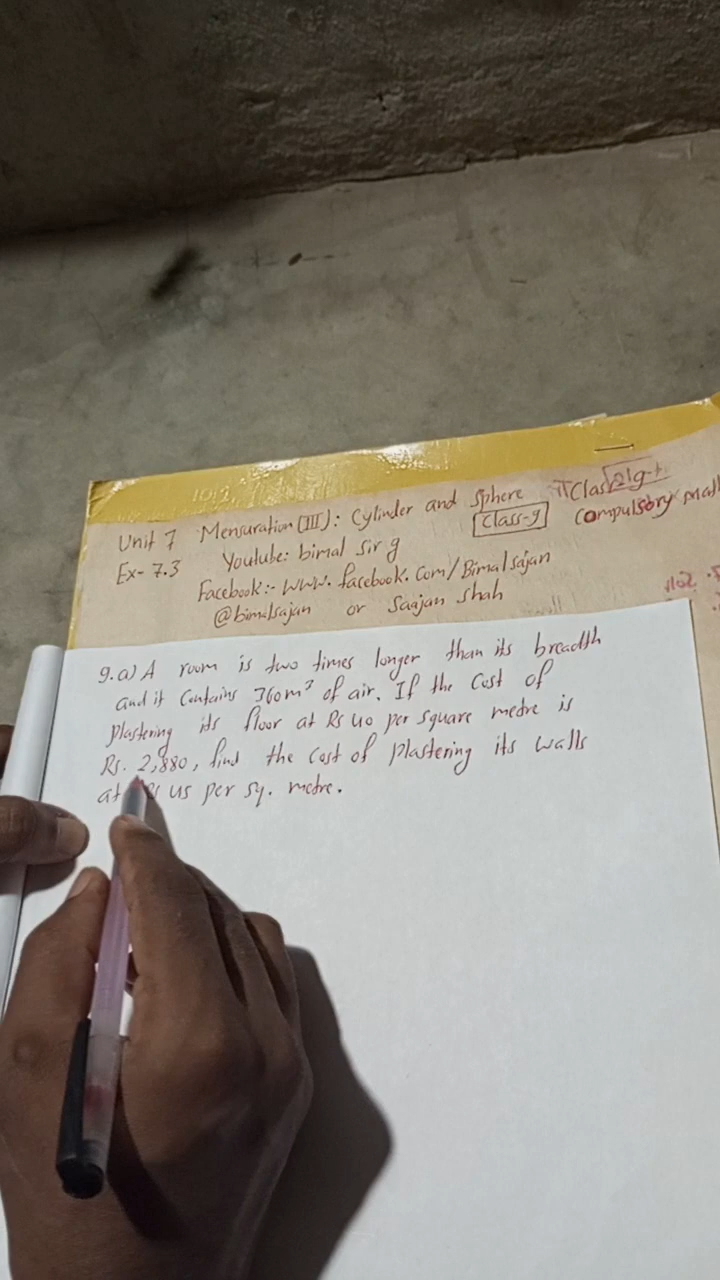 Unit 7 Mensuration (III): Cylinder and Sphere
Class-9 Compulsory
Ex- 7.3 Youtube: bimal sir g
Facebook:- www.facebook.com/Bimalsajan
@bimalsajan or Saajan Shah
9.a) A room is two times longer than its breadth
and it contains 360m³ of air. If the cost of
plastering its floor at Rs 40 per square metre is
Rs. 2,880, find the cost of plastering its walls
at Rs 45 per sq. metre.